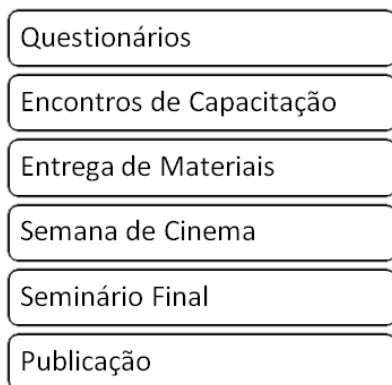 Questionários
Encontros de Capacitação
Entrega de Materiais
Semana de Cinema
Seminário Final
Publicação